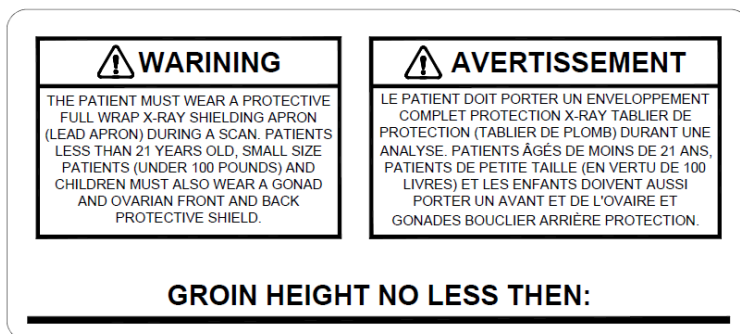 WARINING
THE PATIENT MUST WEAR A PROTECTIVE
FULL WRAP X-RAY SHIELDING APRON
(LEAD APRON) DURING A SCAN. PATIENTS
LESS THAN 21 YEARS OLD, SMALL SIZE
PATIENTS (UNDER 100 POUNDS) AND
CHILDREN MUST ALSO WEAR A GONAD
AND OVARIAN FRONT AND BACK
PROTECTIVE SHIELD.
AVERTISSEMENT
LE PATIENT DOIT PORTER UN ENVELOPPEMENT
COMPLET PROTECTION X-RAY TABLIER DE
PROTECTION (TABLIER DE PLOMB) DURANT UNE
ANALYSE. PATIENTS ÂGÉS DE MOINS DE 21 ANS,
PATIENTS DE PETITE TAILLE (EN VERTU DE 100
LIVRES) ET LES ENFANTS DOIVENT AUSSI
PORTER UN AVANT ET DE L'OVAIRE ET
GONADES BOUCLIER ARRIÈRE PROTECTION.
GROIN HEIGHT NO LESS THEN: